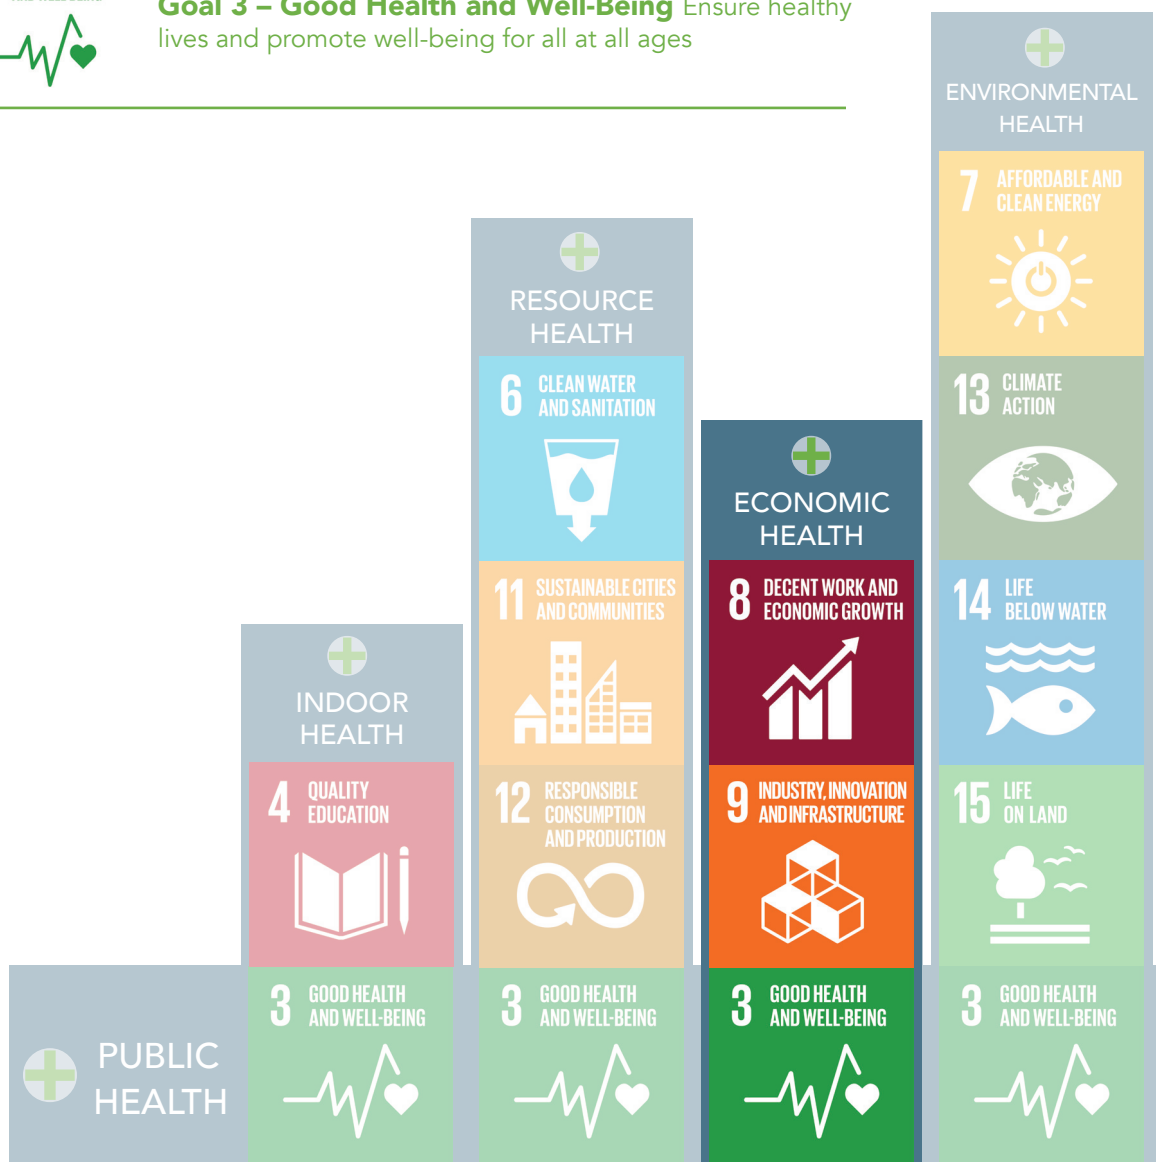 Goal 3 – Good Health and Well-Being Ensure healthy
lives and promote well-being for all at all ages
ENVIRONMENTAL
HEALTH
7 AFFORDABLE AND
CLEAN ENERGY
13 CLIMATE
ACTION
14 LIFE
BELOW WATER
15 LIFE
ON LAND
3 GOOD HEALTH
AND WELL-BEING
RESOURCE
HEALTH
6 CLEAN WATER
AND SANITATION
11 SUSTAINABLE CITIES
AND COMMUNITIES
12 RESPONSIBLE
CONSUMPTION
AND PRODUCTION
3 GOOD HEALTH
AND WELL-BEING
ECONOMIC
HEALTH
8 DECENT WORK AND
ECONOMIC GROWTH
9 INDUSTRY, INNOVATION
AND INFRASTRUCTURE
3 GOOD HEALTH
AND WELL-BEING
INDOOR
HEALTH
4 QUALITY
EDUCATION
3 GOOD HEALTH
AND WELL-BEING
PUBLIC
HEALTH